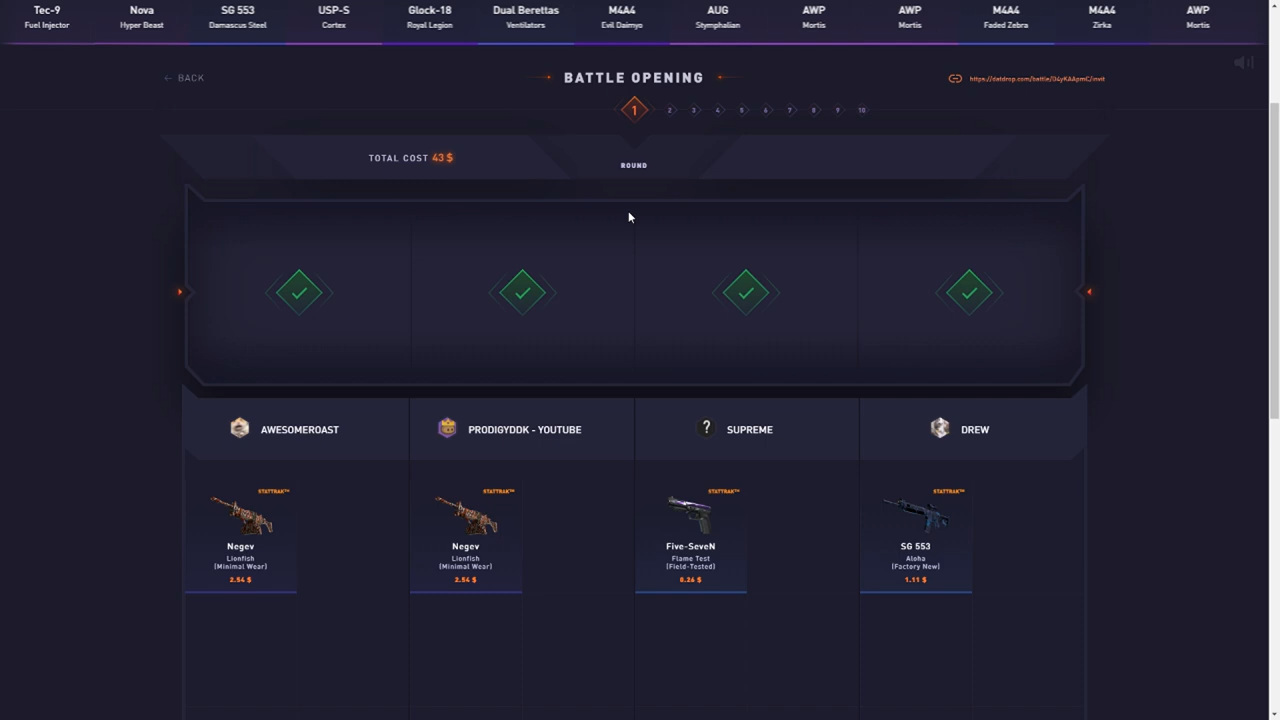 Tec-9 Nova SG 553 USP-S Glock-18 Dual Berettas M4A4 AUG AWP AWP M4A4 M4A4 AWP
Fuel Injector Hyper Beast Damascus Steel Cortex Royal Legion Ventilators Evil Daimyo Stymphalian Mortis Mortis Faded Zebra Zirka Mortis
← BACK
BATTLE OPENING
1 2 3 4 5 6 7 8 9 10
TOTAL COST 43 $
ROUND
AWESOMEROAST PRODIGYDDK - YOUTUBE ? SUPREME DREW
STATTRAK™ STATTRAK™ STATTRAK™ STATTRAK™
Negev Negev Five-SeveN SG 553
Lionfish Lionfish Flame Test Aloha
(Minimal Wear) (Minimal Wear) (Field-Tested) (Factory New)
2.54 $ 2.54 $ 0.26 $ 1.11 $